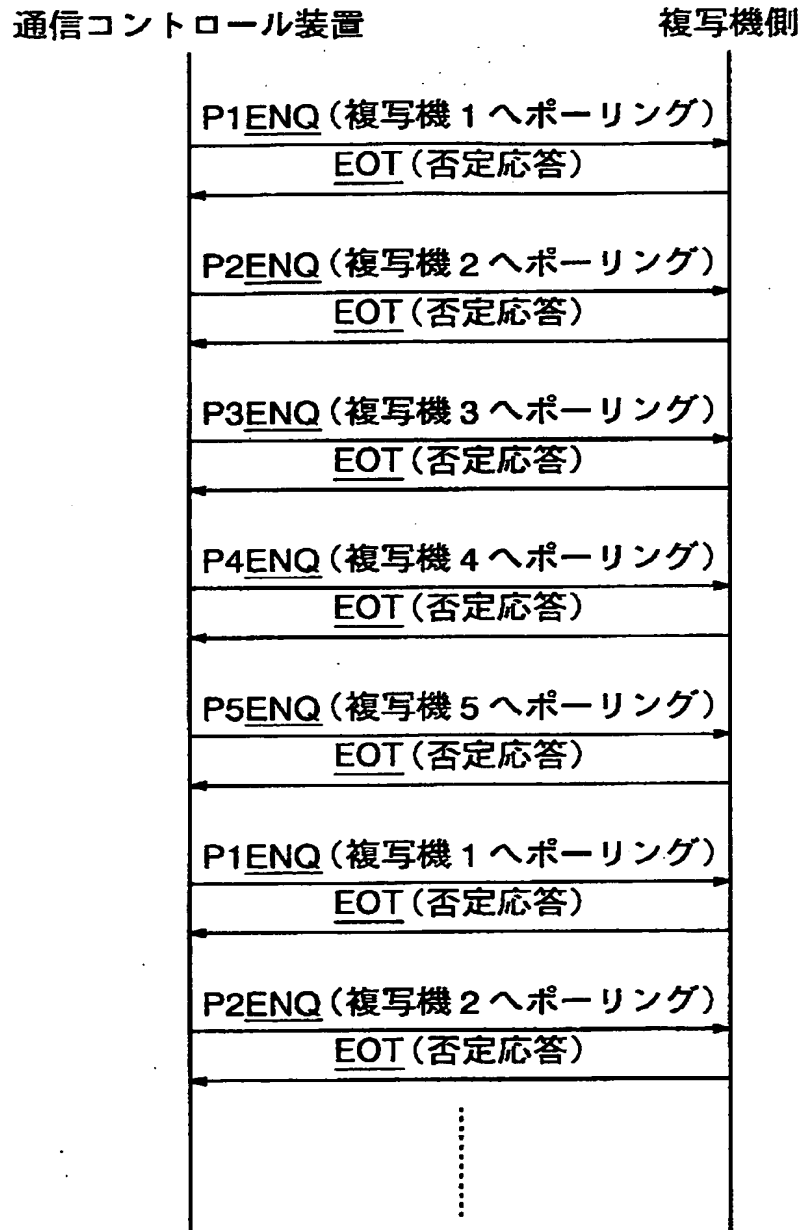 通信コントロール装置 複写機側
P1ENQ(複写機1へポーリング)
EOT(否定応答)
P2ENQ(複写機2へポーリング)
EOT(否定応答)
P3ENQ(複写機3へポーリング)
EOT(否定応答)
P4ENQ(複写機4へポーリング)
EOT(否定応答)
P5ENQ(複写機5へポーリング)
EOT(否定応答)
P1ENQ(複写機1へポーリング)
EOT(否定応答)
P2ENQ(複写機2へポーリング)
EOT(否定応答)